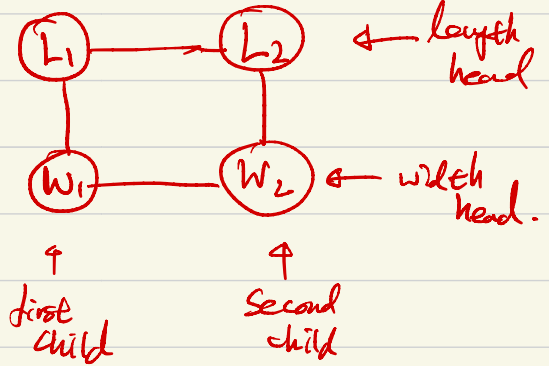 L1 L2 length
head
W1 W2 width
head.
first
child
second
child